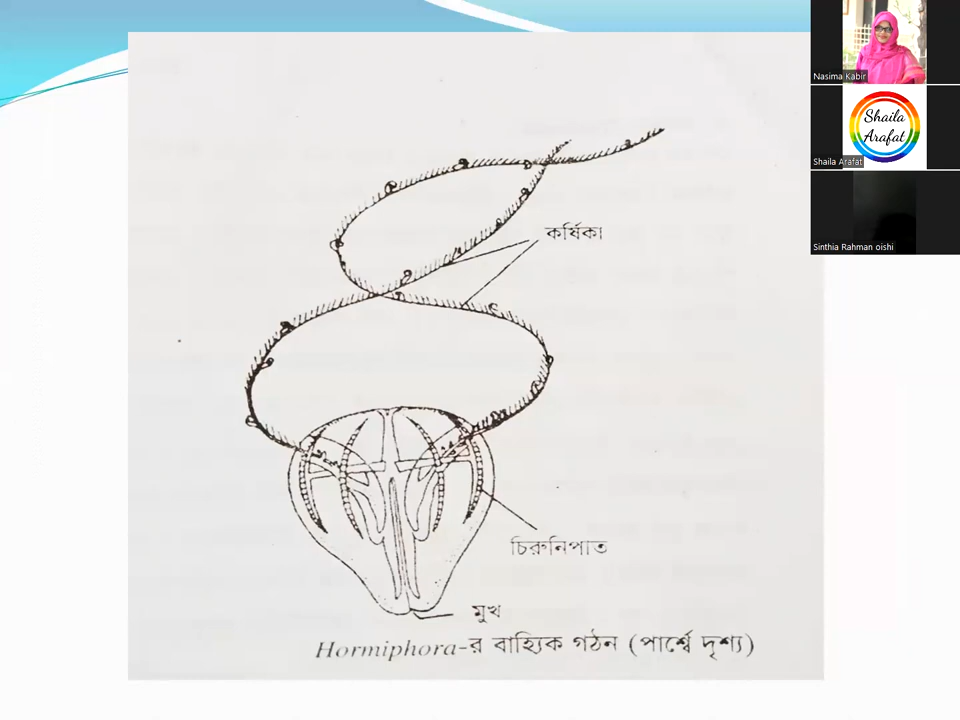 Nasima Kabir
Shaila
Arafat
Shaila Arafat
Sinthia Rahman oishi
কর্ষিকা
চিরুনিপাত
মুখ
Hormiphora-র বাহ্যিক গঠন (পার্শ্বে দৃশ্য)